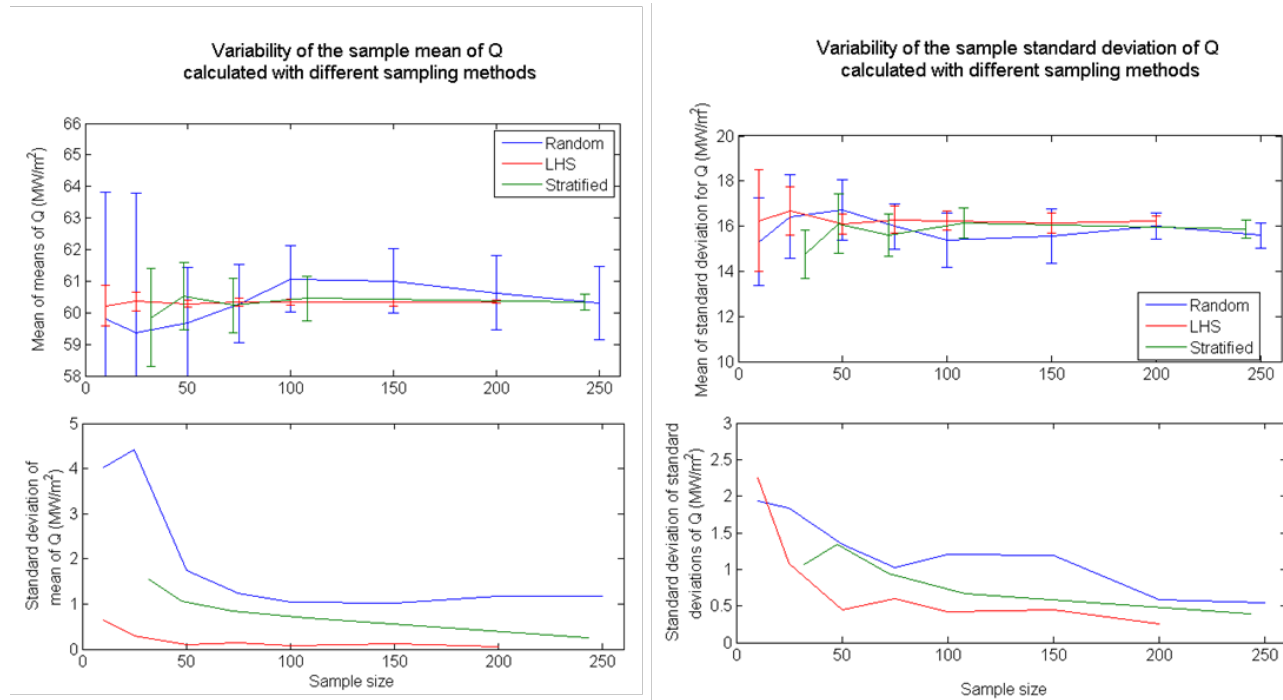 Variability of the sample mean of Q
calculated with different sampling methods
Mean of means of Q (MW/m²)
66
65
64
63
62
61
60
59
58
0 50 100 150 200 250
Random
LHS
Stratified
Standard deviation of
mean of Q (MW/m²)
5
4
3
2
1
0
0 50 100 150 200 250
Sample size
Variability of the sample standard deviation of Q
calculated with different sampling methods
Mean of standard deviation for Q (MW/m²)
20
18
16
14
12
10
0 50 100 150 200 250
Random
LHS
Stratified
Standard deviation of standard
deviations of Q (MW/m²)
3
2.5
2
1.5
1
0.5
0
0 50 100 150 200 250
Sample size